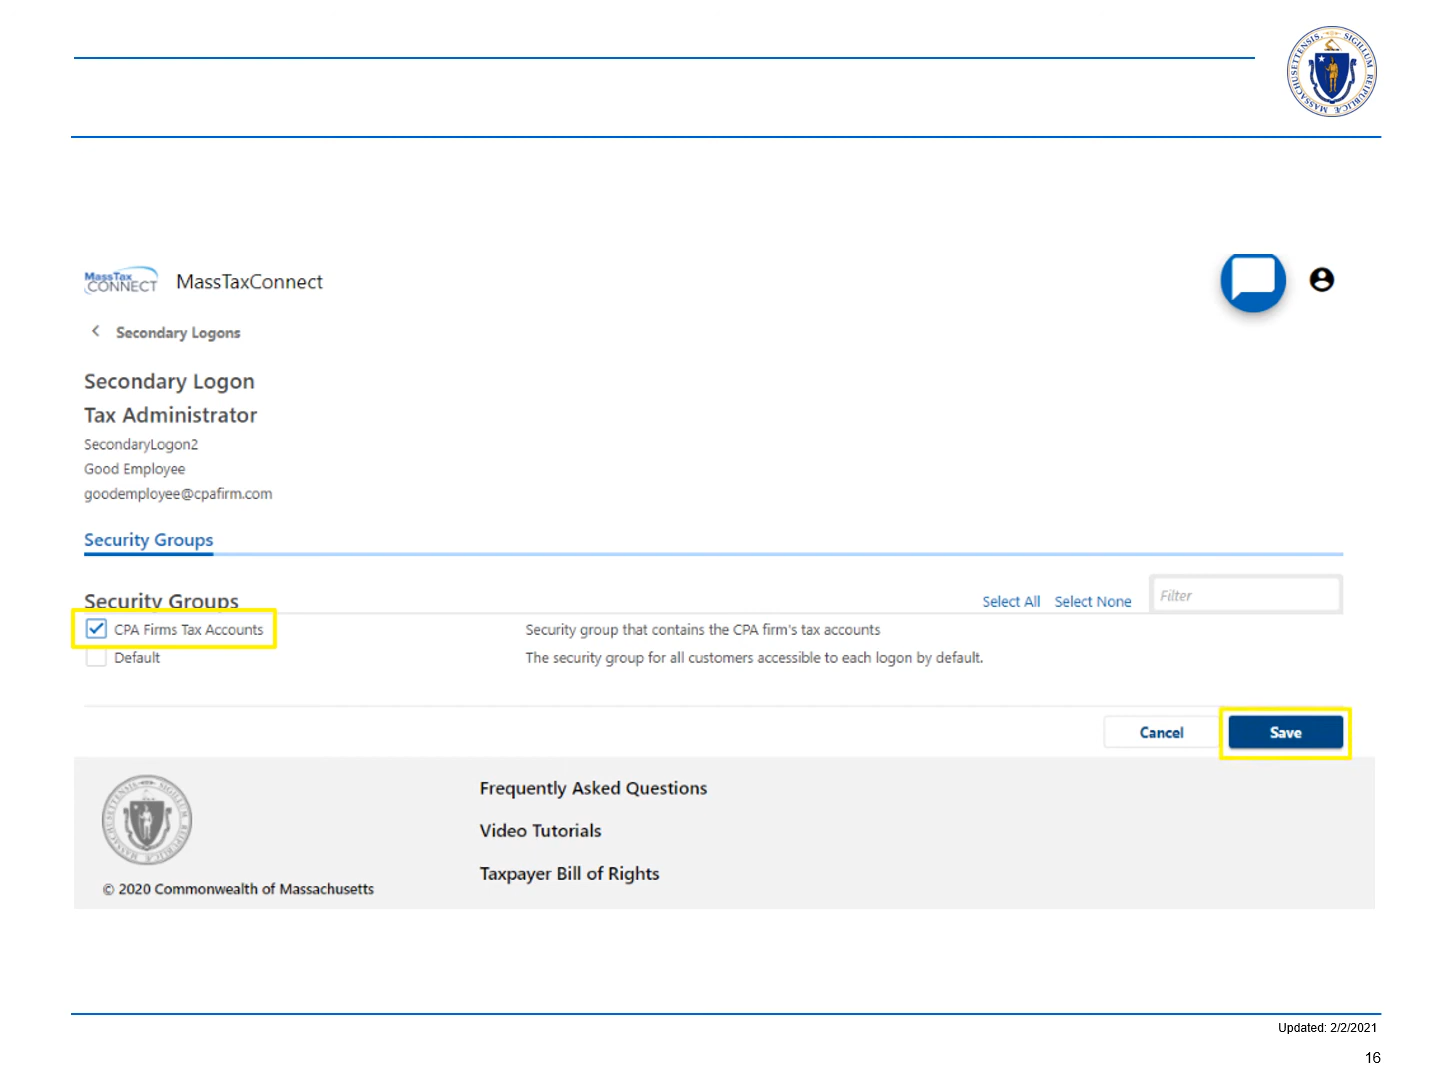 MASSACHUSETTENSIS. SIGILLUM REIPUBLICÆ
MassTax
CONNECT
MassTaxConnect
Secondary Logons
Secondary Logon
Tax Administrator
SecondaryLogon2
Good Employee
goodemployee@cpafirm.com
Security Groups
Security Groups
Select All Select None Filter
CPA Firms Tax Accounts Security group that contains the CPA firm's tax accounts
Default The security group for all customers accessible to each logon by default.
Cancel Save
Frequently Asked Questions
Video Tutorials
Taxpayer Bill of Rights
© 2020 Commonwealth of Massachusetts
Updated: 2/2/2021
16